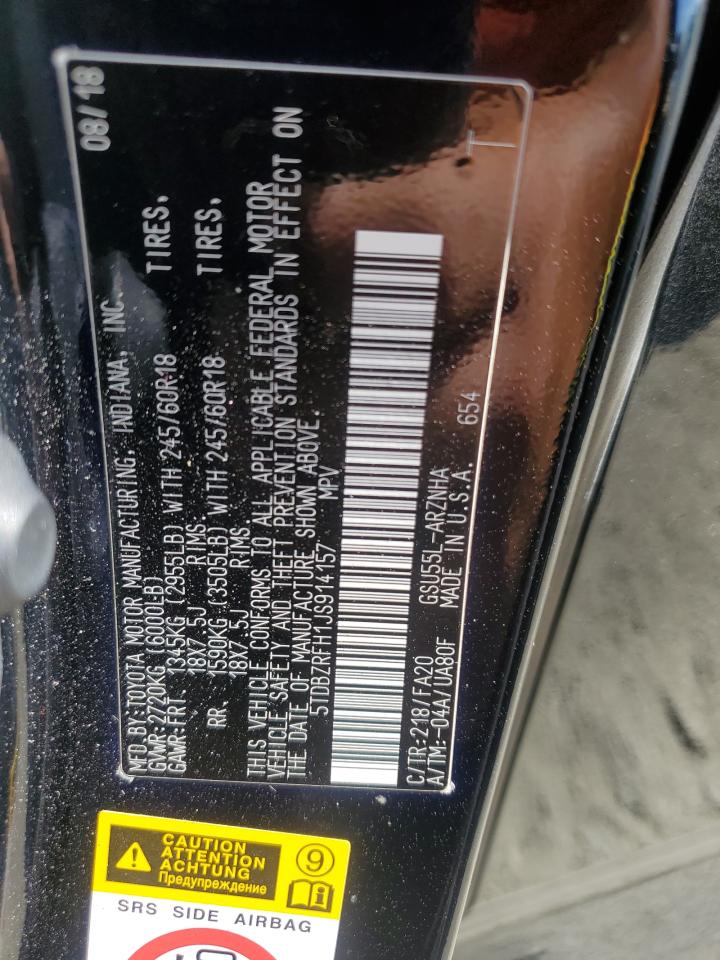 MFD.BY:TOYOTA MOTOR MANUFACTURING, INDIANA, INC. 08/18
GVWR:2720KG (6000LB)
GAWR:FRT. 1345KG (2955LB) WITH 245/60R18 TIRES,
18X7.5J RIMS.
RR. 1590KG (3505LB) WITH 245/60R18 TIRES,
18X7.5J RIMS.
THIS VEHICLE CONFORMS TO ALL APPLICABLE FEDERAL MOTOR
VEHICLE SAFETY AND THEFT PREVENTION STANDARDS IN EFFECT ON
THE DATE OF MANUFACTURE SHOWN ABOVE.
5TDBZRFH1JS914157 MPV
C/TR:218/FA20 GSU55L-ARZNHA
A/TM:-04A/UA80F MADE IN U.S.A. 654
CAUTION
ATTENTION
ACHTUNG
Предупреждение
9
i
SRS SIDE AIRBAG